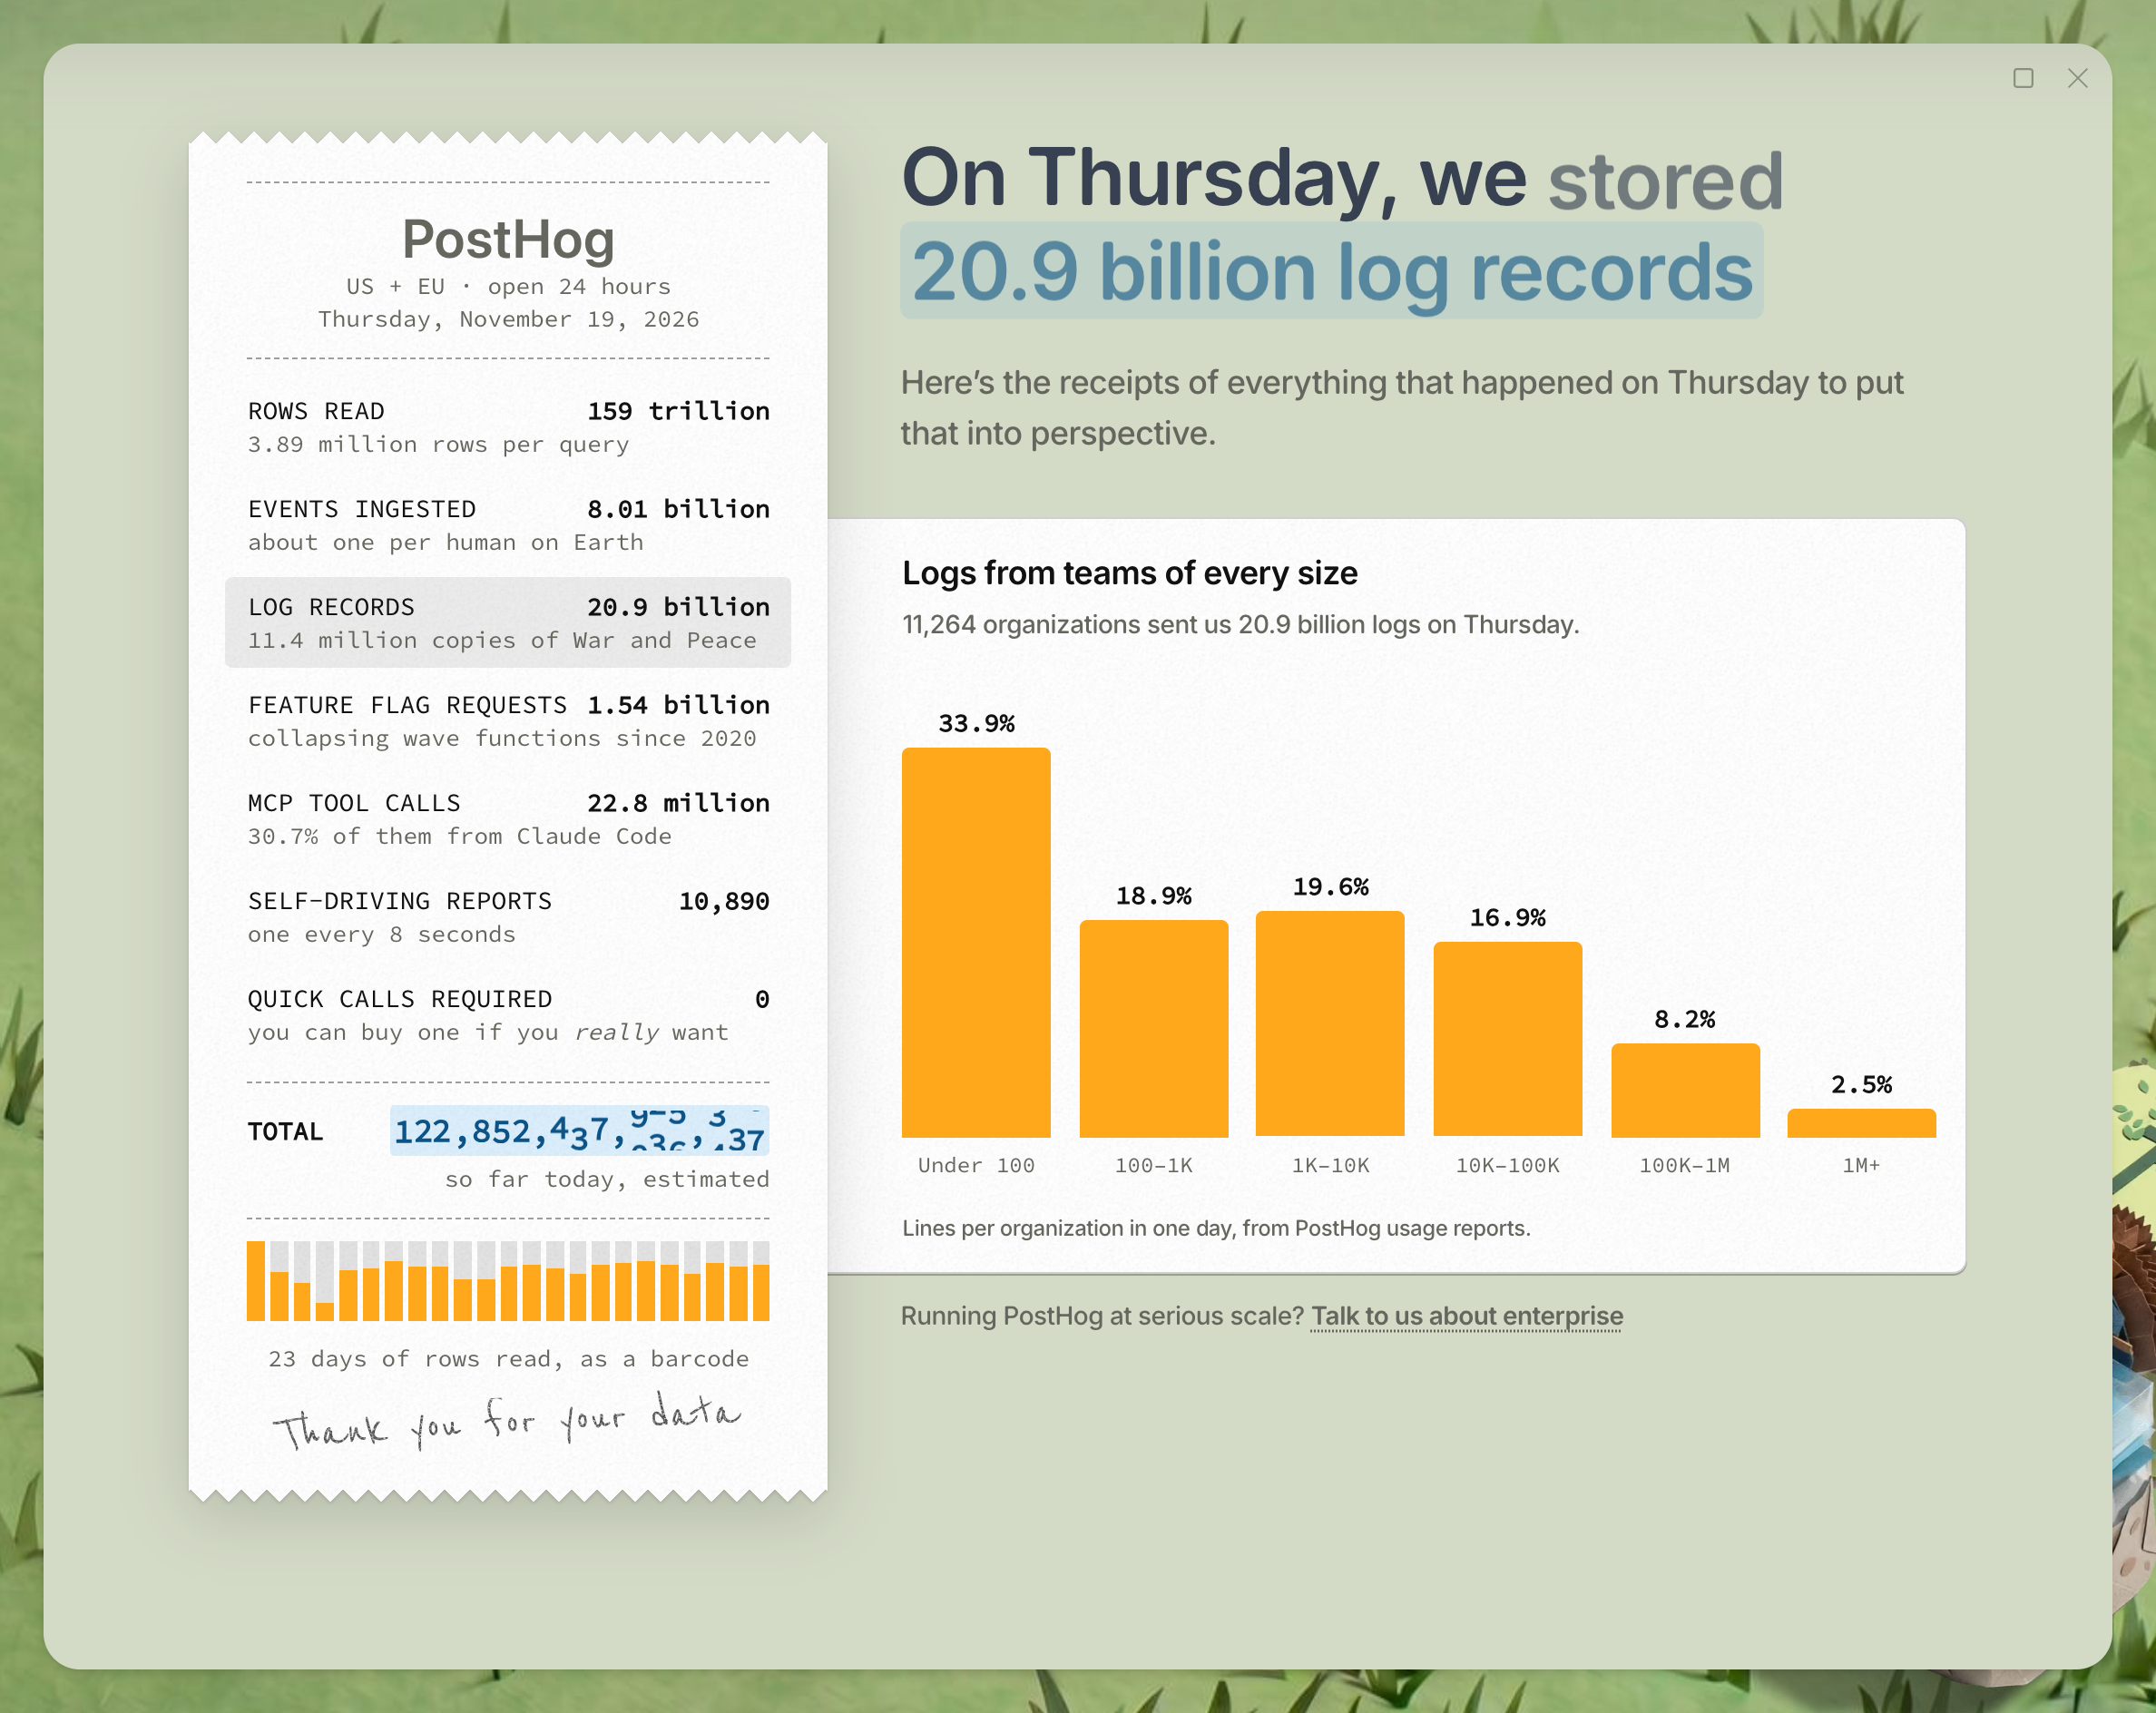 PostHog
US + EU · open 24 hours
Thursday, November 19, 2026
ROWS READ 159 trillion
3.89 million rows per query
EVENTS INGESTED 8.01 billion
about one per human on Earth
LOG RECORDS 20.9 billion
11.4 million copies of War and Peace
FEATURE FLAG REQUESTS 1.54 billion
collapsing wave functions since 2020
MCP TOOL CALLS 22.8 million
30.7% of them from Claude Code
SELF-DRIVING REPORTS 10,890
one every 8 seconds
QUICK CALLS REQUIRED 0
you can buy one if you really want
TOTAL
so far today, estimated
23 days of rows read, as a barcode
Thank you for your data
On Thursday, we stored
20.9 billion log records
Here’s the receipts of everything that happened on Thursday to put
that into perspective.
Logs from teams of every size
11,264 organizations sent us 20.9 billion logs on Thursday.
33.9%
18.9%
19.6%
16.9%
8.2%
2.5%
Under 100
100–1K
1K–10K
10K–100K
100K–1M
1M+
Lines per organization in one day, from PostHog usage reports.
Running PostHog at serious scale? Talk to us about enterprise